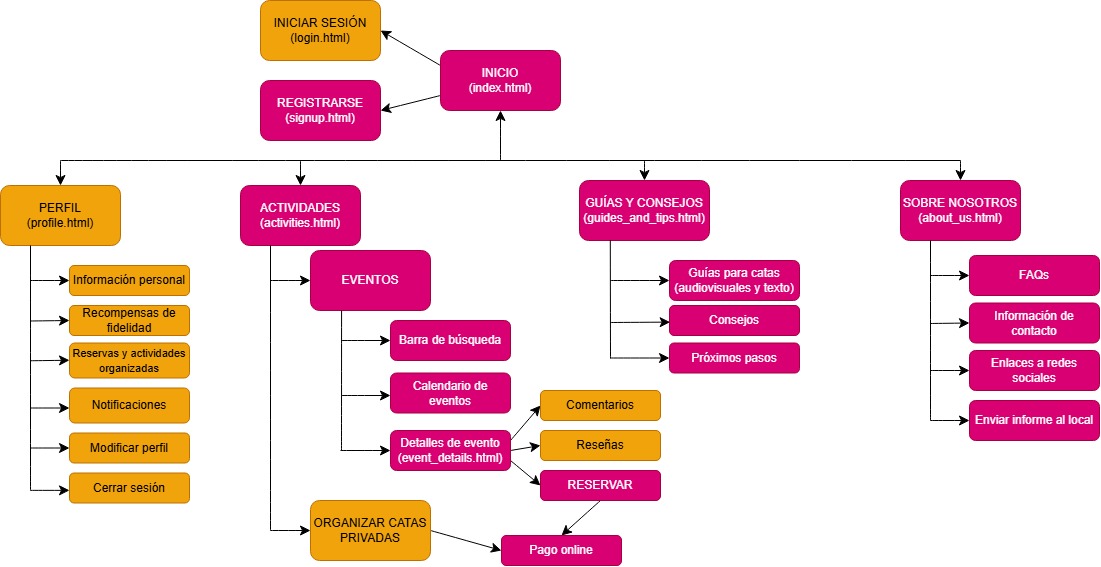 INICIAR SESIÓN
(login.html)
INICIO
(index.html)
REGISTRARSE
(signup.html)
PERFIL
(profile.html)
ACTIVIDADES
(activities.html)
GUÍAS Y CONSEJOS
(guides_and_tips.html)
SOBRE NOSOTROS
(about_us.html)
Información personal
Recompensas de
fidelidad
Reservas y actividades
organizadas
Notificaciones
Modificar perfil
Cerrar sesión
EVENTOS
Barra de búsqueda
Calendario de
eventos
Detalles de evento
(event_details.html)
Comentarios
Reseñas
RESERVAR
ORGANIZAR CATAS
PRIVADAS
Pago online
Guías para catas
(audiovisuales y texto)
Consejos
Próximos pasos
FAQs
Información de
contacto
Enlaces a redes
sociales
Enviar informe al local